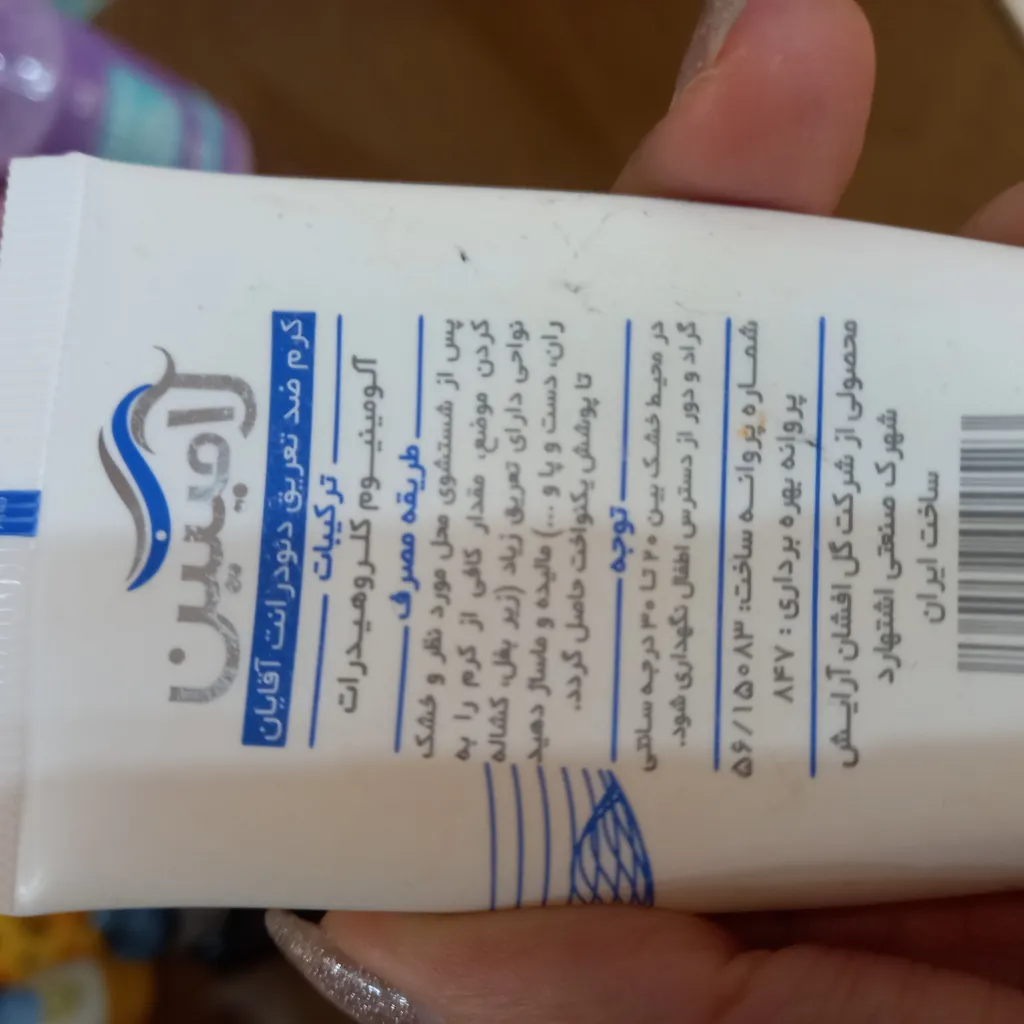 رامسین
کرم ضد تعریق دئودرانت آقایان
ترکیبات
آلومینیوم کلروهیدرات
طریقه مصرف
پس از شستشوی محل مورد نظر و خشک
کردن موضع، مقدار کافی از کرم را به
نواحی دارای تعریق زیاد (زیر بغل، کشاله
ران، دست و پا و ...) مالیده و ماساژ دهید
تا پوشش یکنواخت حاصل گردد.
توجه
در محیط خشک بین ۲۰ تا ۳۰ درجه سانتی
گراد و دور از دسترس اطفال نگهداری شود.
شماره پروانه ساخت: ۵۶/۱۵۰۸۳
پروانه بهره برداری : ۸۴۷
محصولی از شرکت گل افشان آرایش
شهرک صنعتی اشتهارد
ساخت ایران